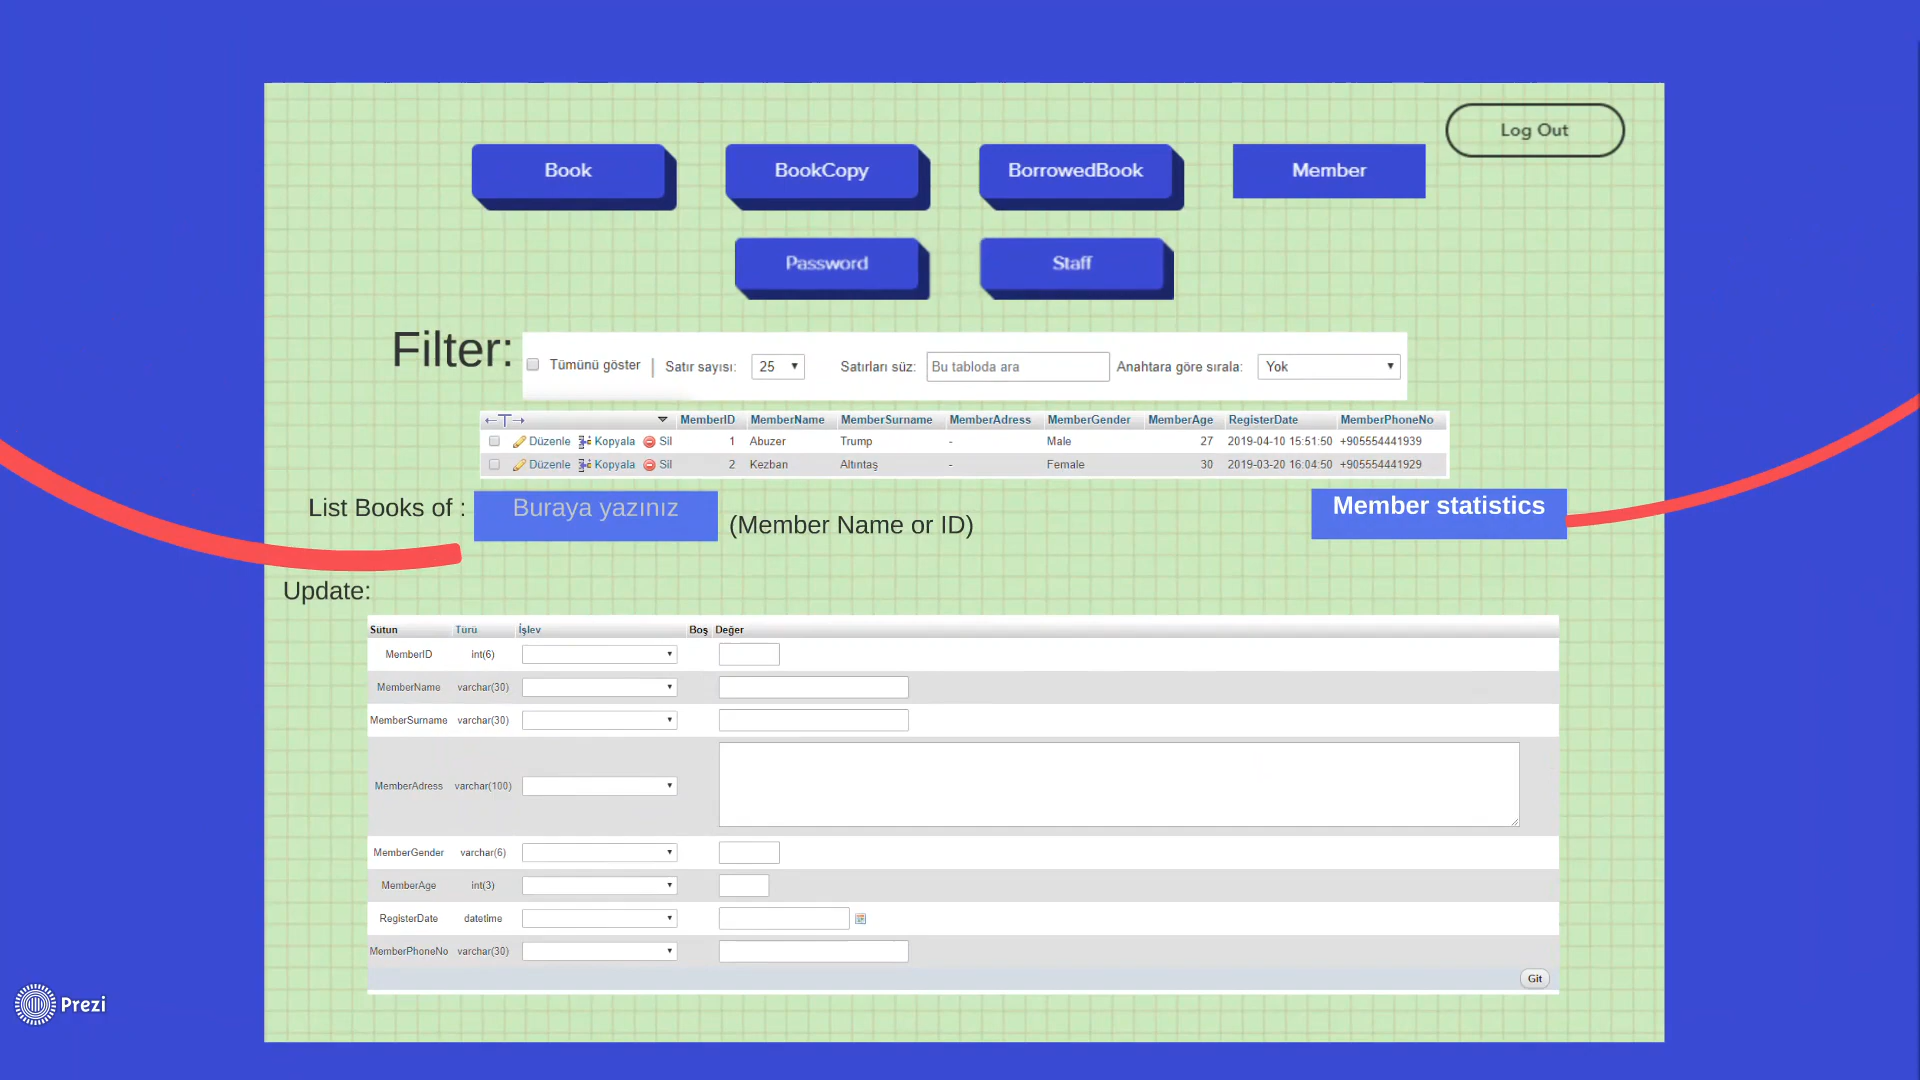 Log Out
Book BookCopy BorrowedBook Member
Password Staff
Filter: Tümünü göster Satır sayısı: 25 Satırları süz: Bu tabloda ara Anahtara göre sırala: Yok
MemberID MemberName MemberSurname MemberAdress MemberGender MemberAge RegisterDate MemberPhoneNo
Düzenle Kopyala Sil 1 Abuzer Trump - Male 27 2019-04-10 15:51:50 +905554441939
Düzenle Kopyala Sil 2 Kezban Altıntaş - Female 30 2019-03-20 16:04:50 +905554441929
List Books of : Buraya yazınız (Member Name or ID) Member statistics
Update:
Sütun Türü İşlev Boş Değer
MemberID int(6)
MemberName varchar(30)
MemberSurname varchar(30)
MemberAdress varchar(100)
MemberGender varchar(6)
MemberAge int(3)
RegisterDate datetime
MemberPhoneNo varchar(30)
Git
Prezi